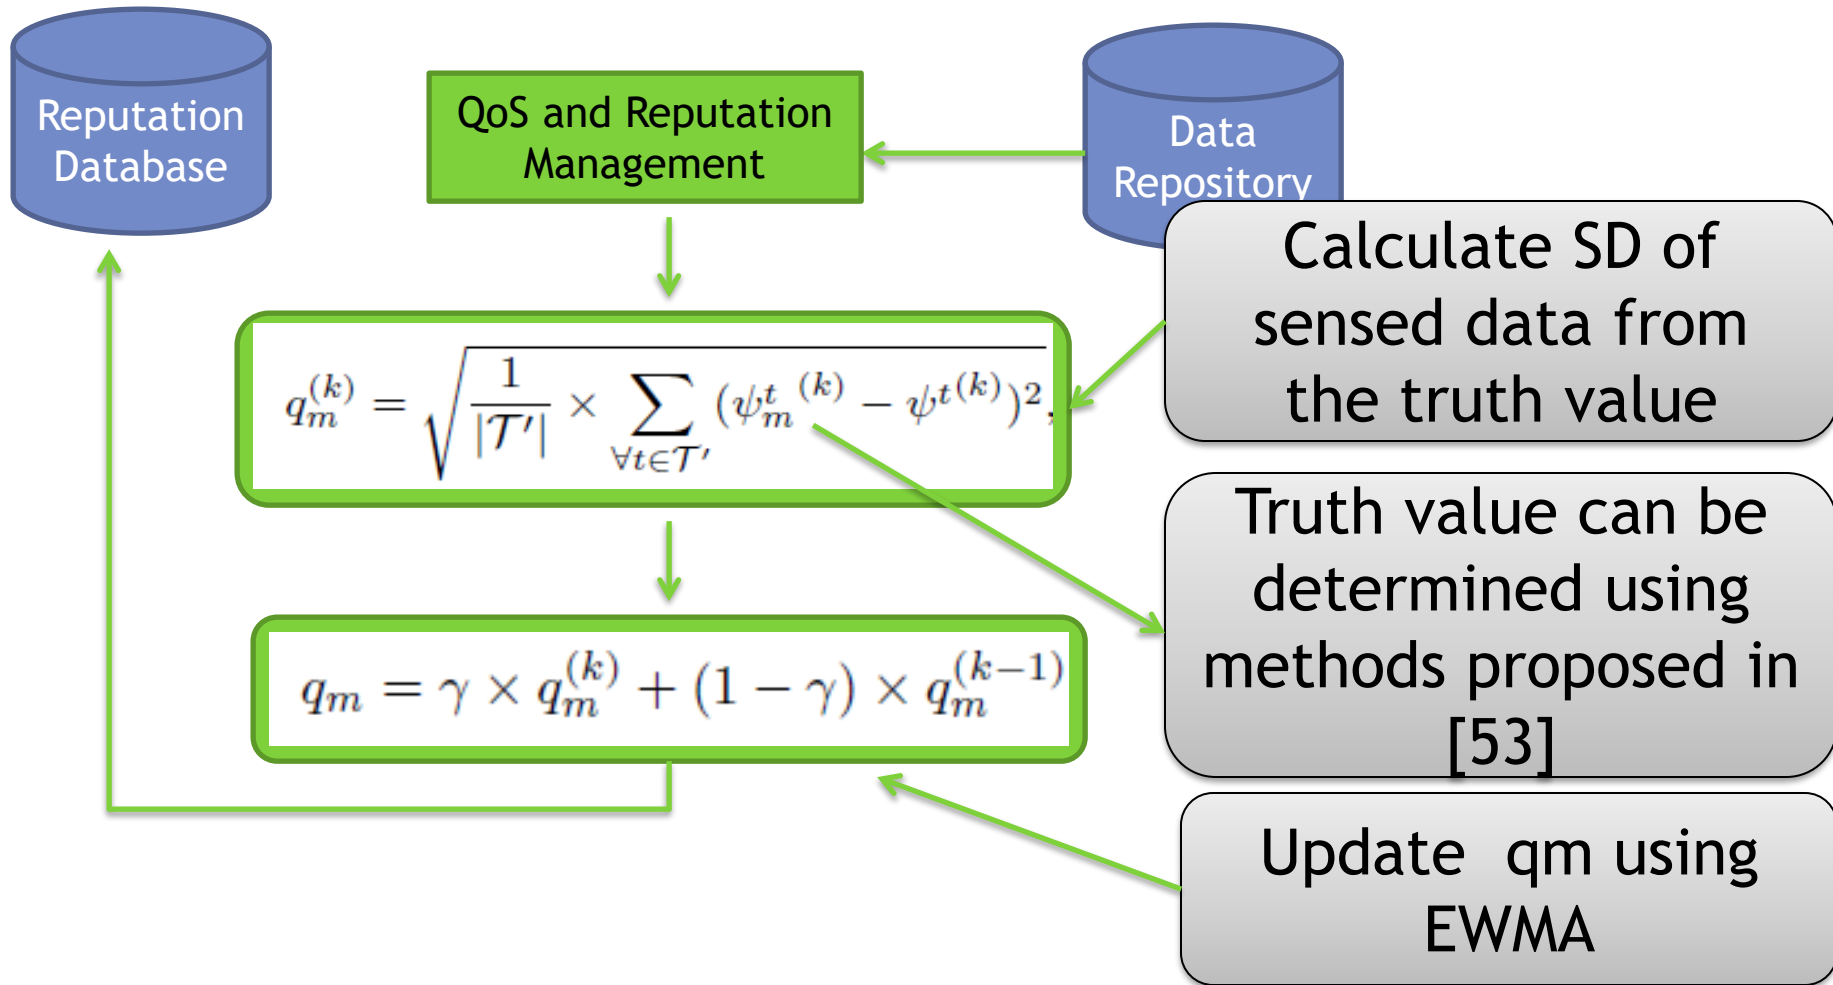 Reputation
Database
QoS and Reputation
Management
Data
Repository
Calculate SD of
sensed data from
the truth value
q_m^{(k)} = \sqrt{\frac{1}{|\mathcal{T}'|} \times \sum_{\forall t \in \mathcal{T}'} (\psi_m^{t\,(k)} - \psi^{t(k)})^2},
Truth value can be
determined using
methods proposed in
[53]
q_m = \gamma \times q_m^{(k)} + (1 - \gamma) \times q_m^{(k-1)}
Update qm using
EWMA